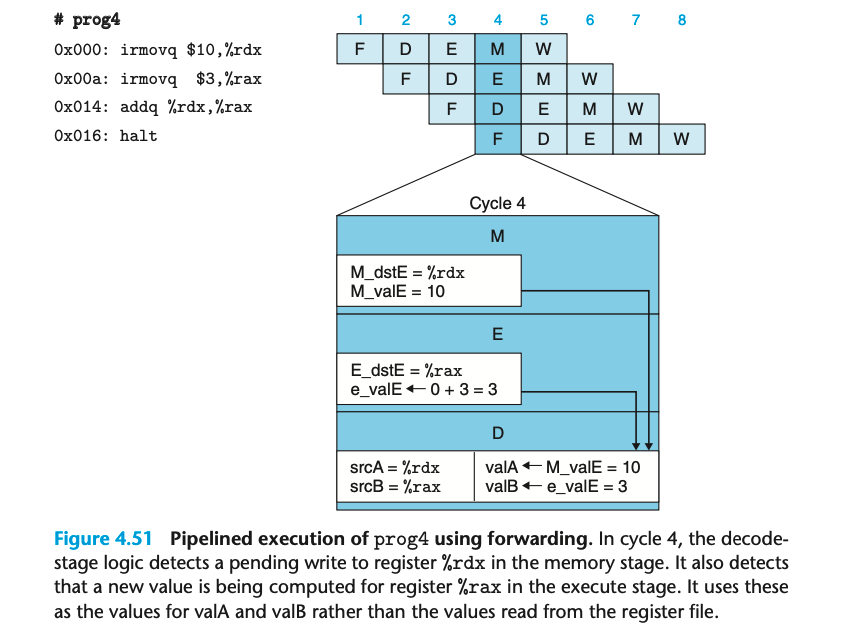 # prog4
1 2 3 4 5 6 7 8
0x000: irmovq $10,%rdx F D E M W
0x00a: irmovq $3,%rax F D E M W
0x014: addq %rdx,%rax F D E M W
0x016: halt F D E M W
Cycle 4
M
M_dstE = %rdx
M_valE = 10
E
E_dstE = %rax
e_valE ← 0 + 3 = 3
D
srcA = %rdx valA ← M_valE = 10
srcB = %rax valB ← e_valE = 3
Figure 4.51 Pipelined execution of prog4 using forwarding. In cycle 4, the decode-
stage logic detects a pending write to register %rdx in the memory stage. It also detects
that a new value is being computed for register %rax in the execute stage. It uses these
as the values for valA and valB rather than the values read from the register file.